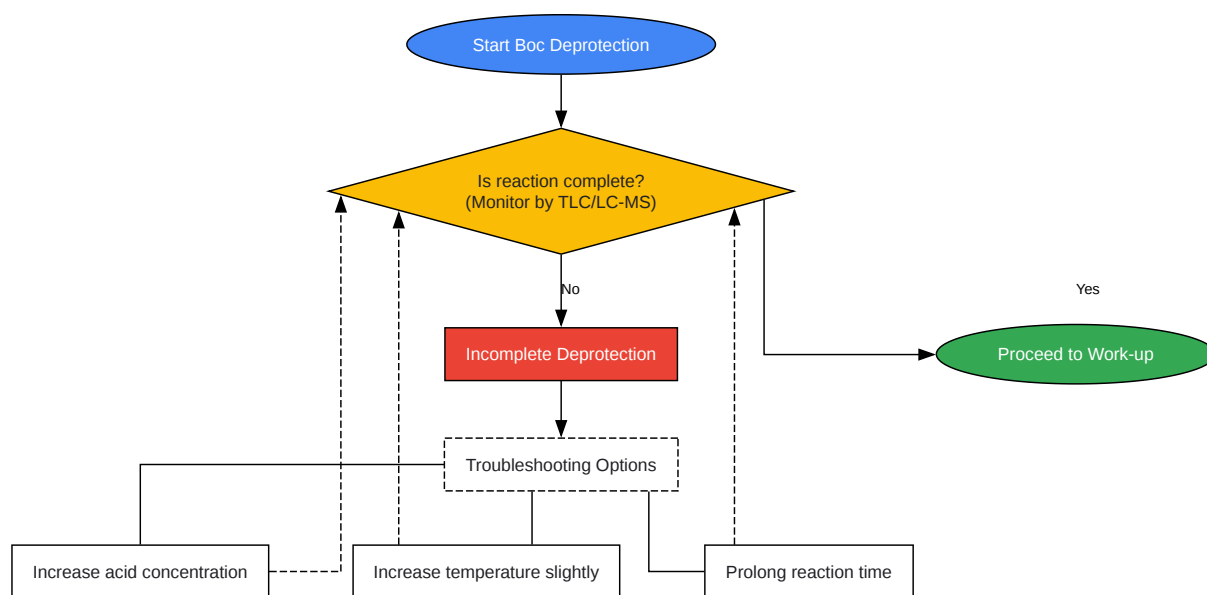 Start Boc Deprotection
Is reaction complete?
(Monitor by TLC/LC-MS)
No
Yes
Incomplete Deprotection
Proceed to Work-up
Troubleshooting Options
Increase acid concentration
Increase temperature slightly
Prolong reaction time